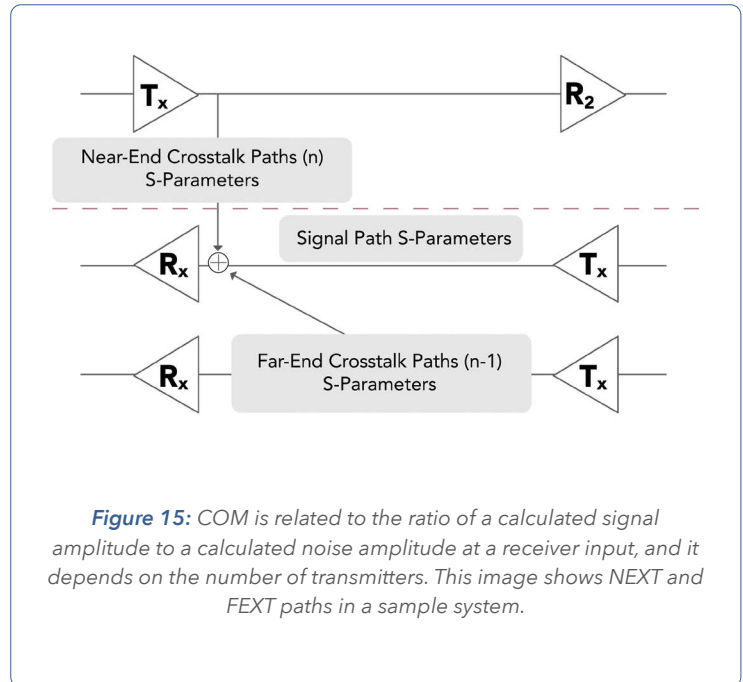 Tx
R2
Near-End Crosstalk Paths (n)
S-Parameters
Signal Path S-Parameters
Rx
Tx
Far-End Crosstalk Paths (n-1)
S-Parameters
Rx
Tx
Figure 15: COM is related to the ratio of a calculated signal
amplitude to a calculated noise amplitude at a receiver input, and it
depends on the number of transmitters. This image shows NEXT and
FEXT paths in a sample system.